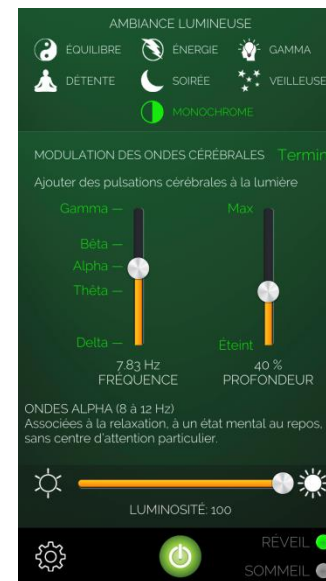 AMBIANCE LUMINEUSE
ÉQUILIBRE ÉNERGIE GAMMA
DÉTENTE SOIRÉE VEILLEUSE
MONOCHROME
MODULATION DES ONDES CÉRÉBRALES Termin
Ajouter des pulsations cérébrales à la lumière
Gamma — Max
Bêta —
Alpha —
Thêta —
Delta — Éteint
7.83 Hz 40 %
FRÉQUENCE PROFONDEUR
ONDES ALPHA (8 à 12 Hz)
Associées à la relaxation, à un état mental au repos,
sans centre d'attention particulier.
LUMINOSITÉ: 100
RÉVEIL
SOMMEIL